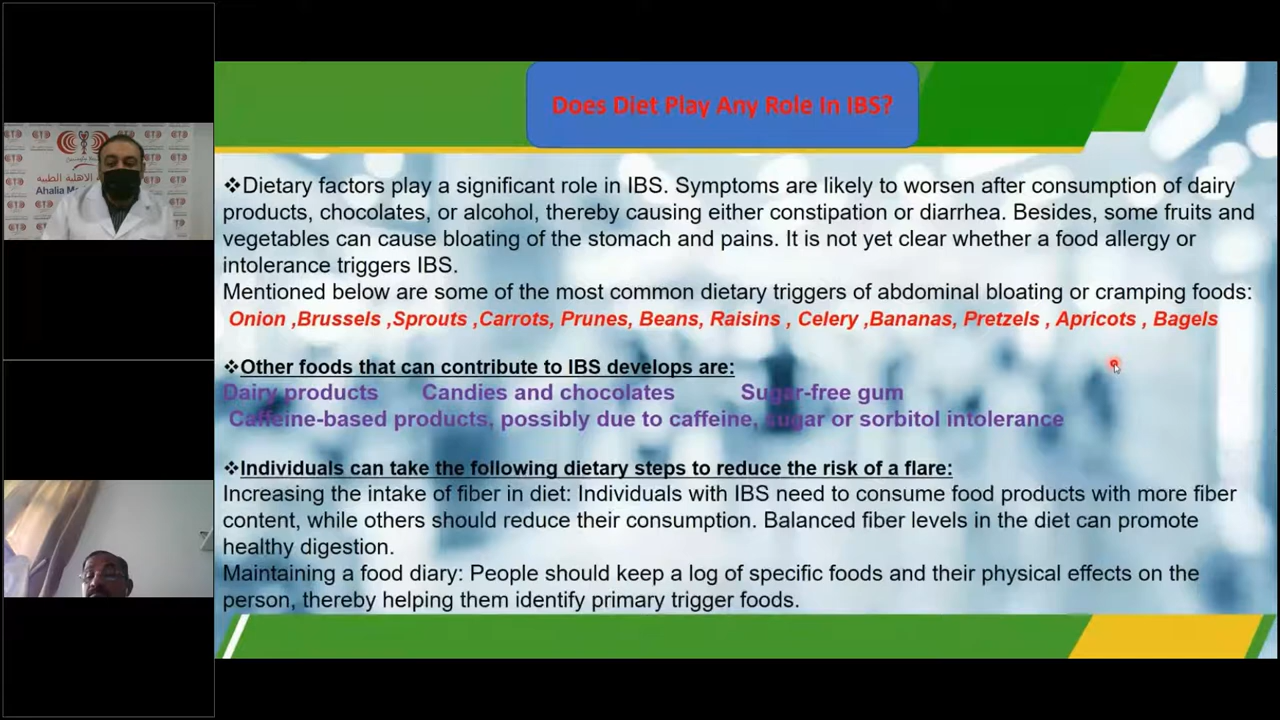 Does Diet Play Any Role In IBS?
❖Dietary factors play a significant role in IBS. Symptoms are likely to worsen after consumption of dairy
products, chocolates, or alcohol, thereby causing either constipation or diarrhea. Besides, some fruits and
vegetables can cause bloating of the stomach and pains. It is not yet clear whether a food allergy or
intolerance triggers IBS.
Mentioned below are some of the most common dietary triggers of abdominal bloating or cramping foods:
Onion ,Brussels ,Sprouts ,Carrots, Prunes, Beans, Raisins , Celery ,Bananas, Pretzels , Apricots , Bagels
❖Other foods that can contribute to IBS develops are:
Dairy products Candies and chocolates Sugar-free gum
Caffeine-based products, possibly due to caffeine, sugar or sorbitol intolerance
❖Individuals can take the following dietary steps to reduce the risk of a flare:
Increasing the intake of fiber in diet: Individuals with IBS need to consume food products with more fiber
content, while others should reduce their consumption. Balanced fiber levels in the diet can promote
healthy digestion.
Maintaining a food diary: People should keep a log of specific foods and their physical effects on the
person, thereby helping them identify primary trigger foods.
الاهلية الطبية
Ahalia